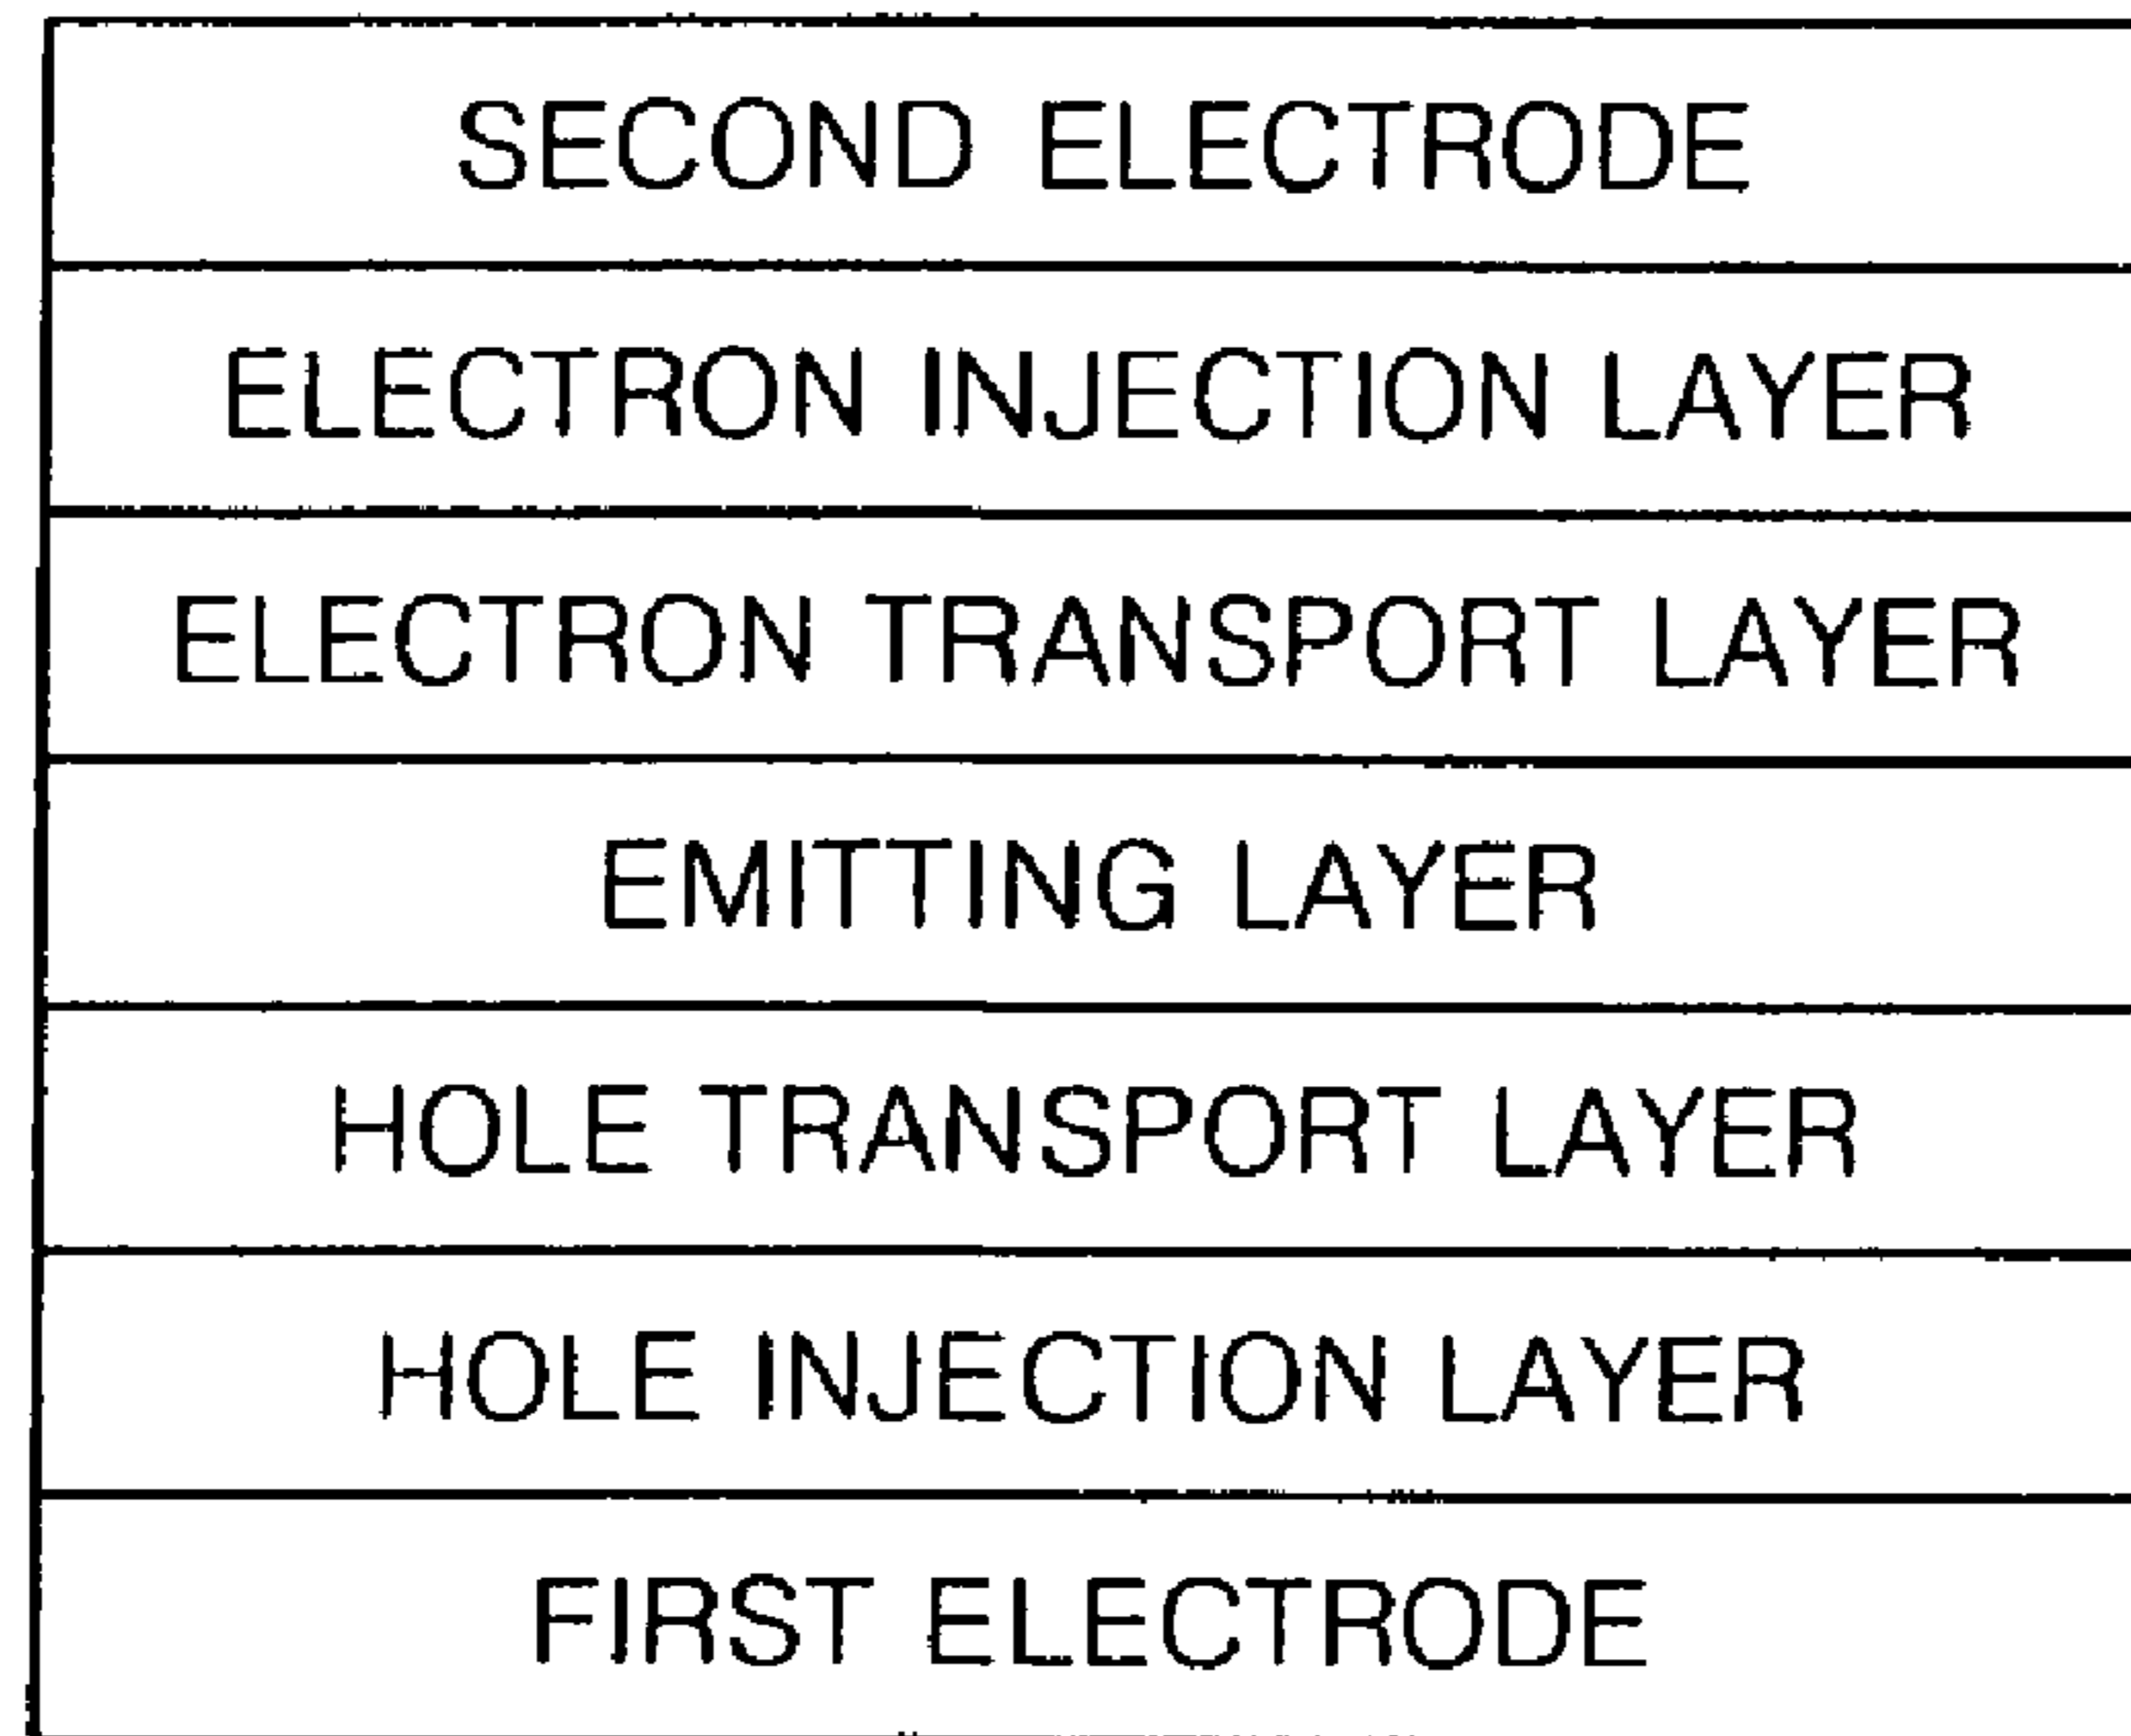 SECOND ELECTRODE
ELECTRON INJECTION LAYER
ELECTRON TRANSPORT LAYER
EMITTING LAYER
HOLE TRANSPORT LAYER
HOLE INJECTION LAYER
FIRST ELECTRODE